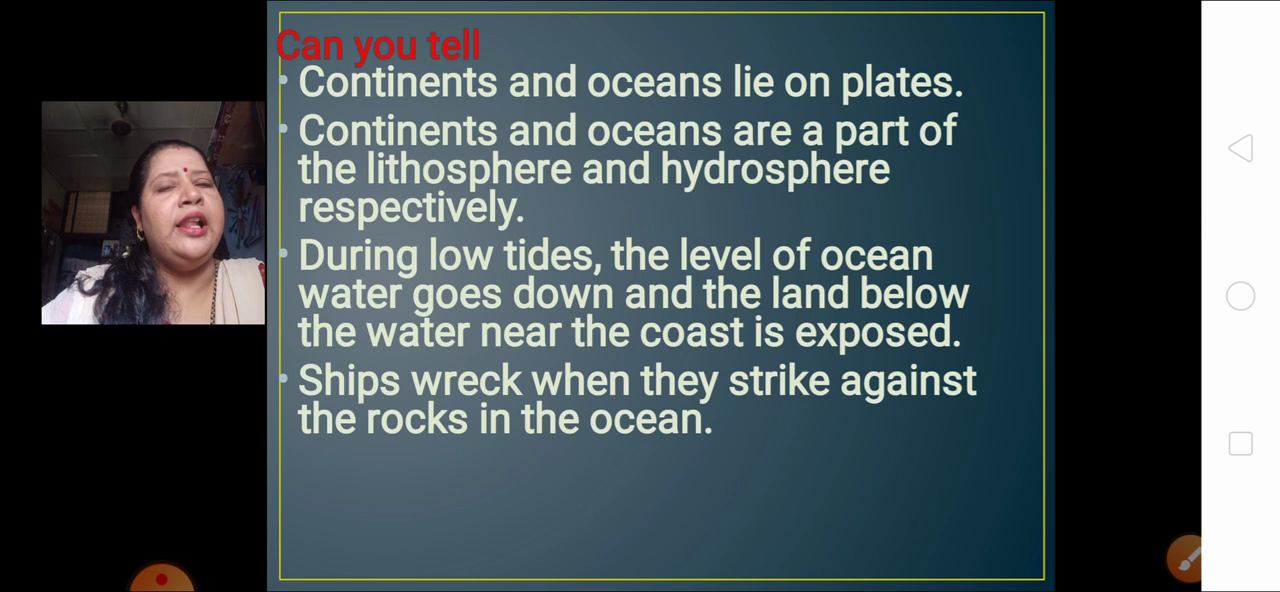 Can you tell
• Continents and oceans lie on plates.
• Continents and oceans are a part of
the lithosphere and hydrosphere
respectively.
• During low tides, the level of ocean
water goes down and the land below
the water near the coast is exposed.
• Ships wreck when they strike against
the rocks in the ocean.